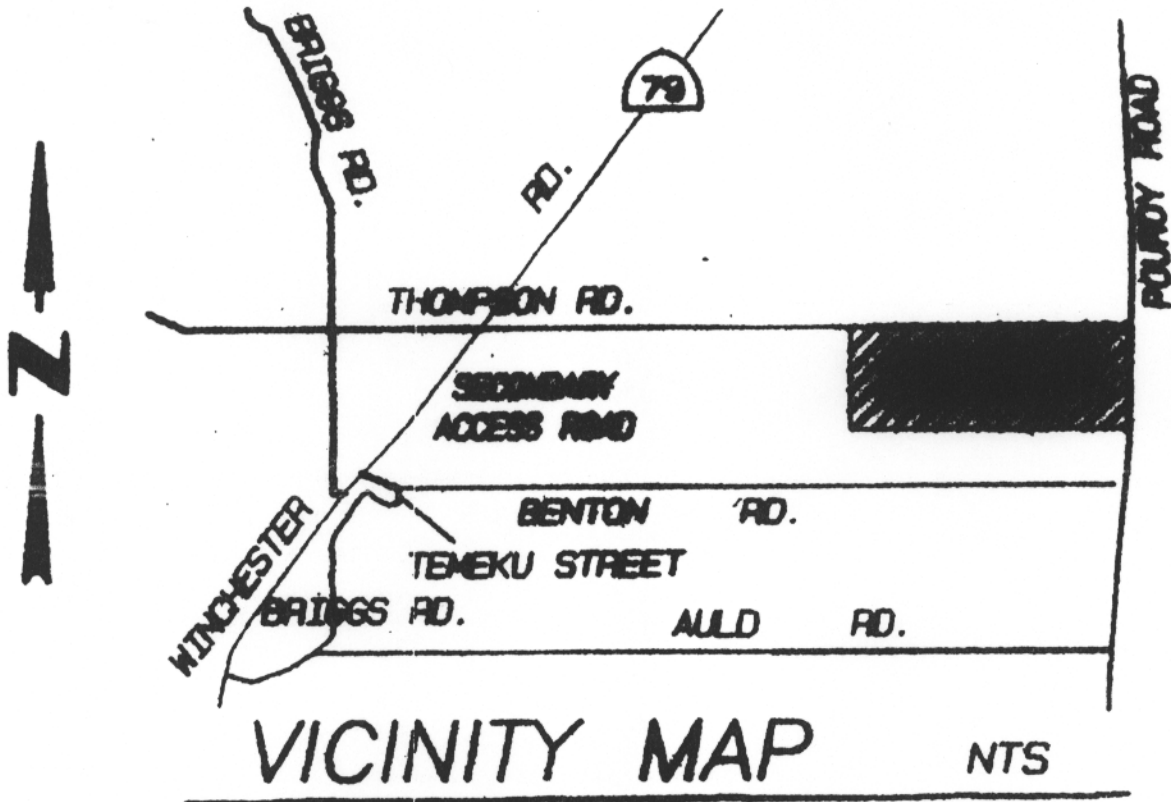 BRIGGS RD.
79
RD.
POURDY ROAD
THOMPSON RD.
N
SECONDARY
ACCESS ROAD
BENTON RD.
TEMEKU STREET
WINCHESTER
BRIGGS RD.
AULD RD.
VICINITY MAP NTS